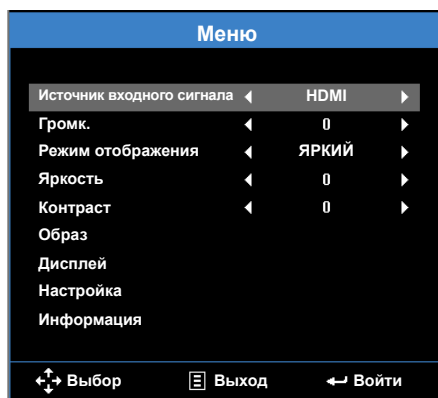 Меню
Источник входного сигнала HDMI
Громк. 0
Режим отображения ЯРКИЙ
Яркость 0
Контраст 0
Образ
Дисплей
Настройка
Информация
Выбор Выход Войти